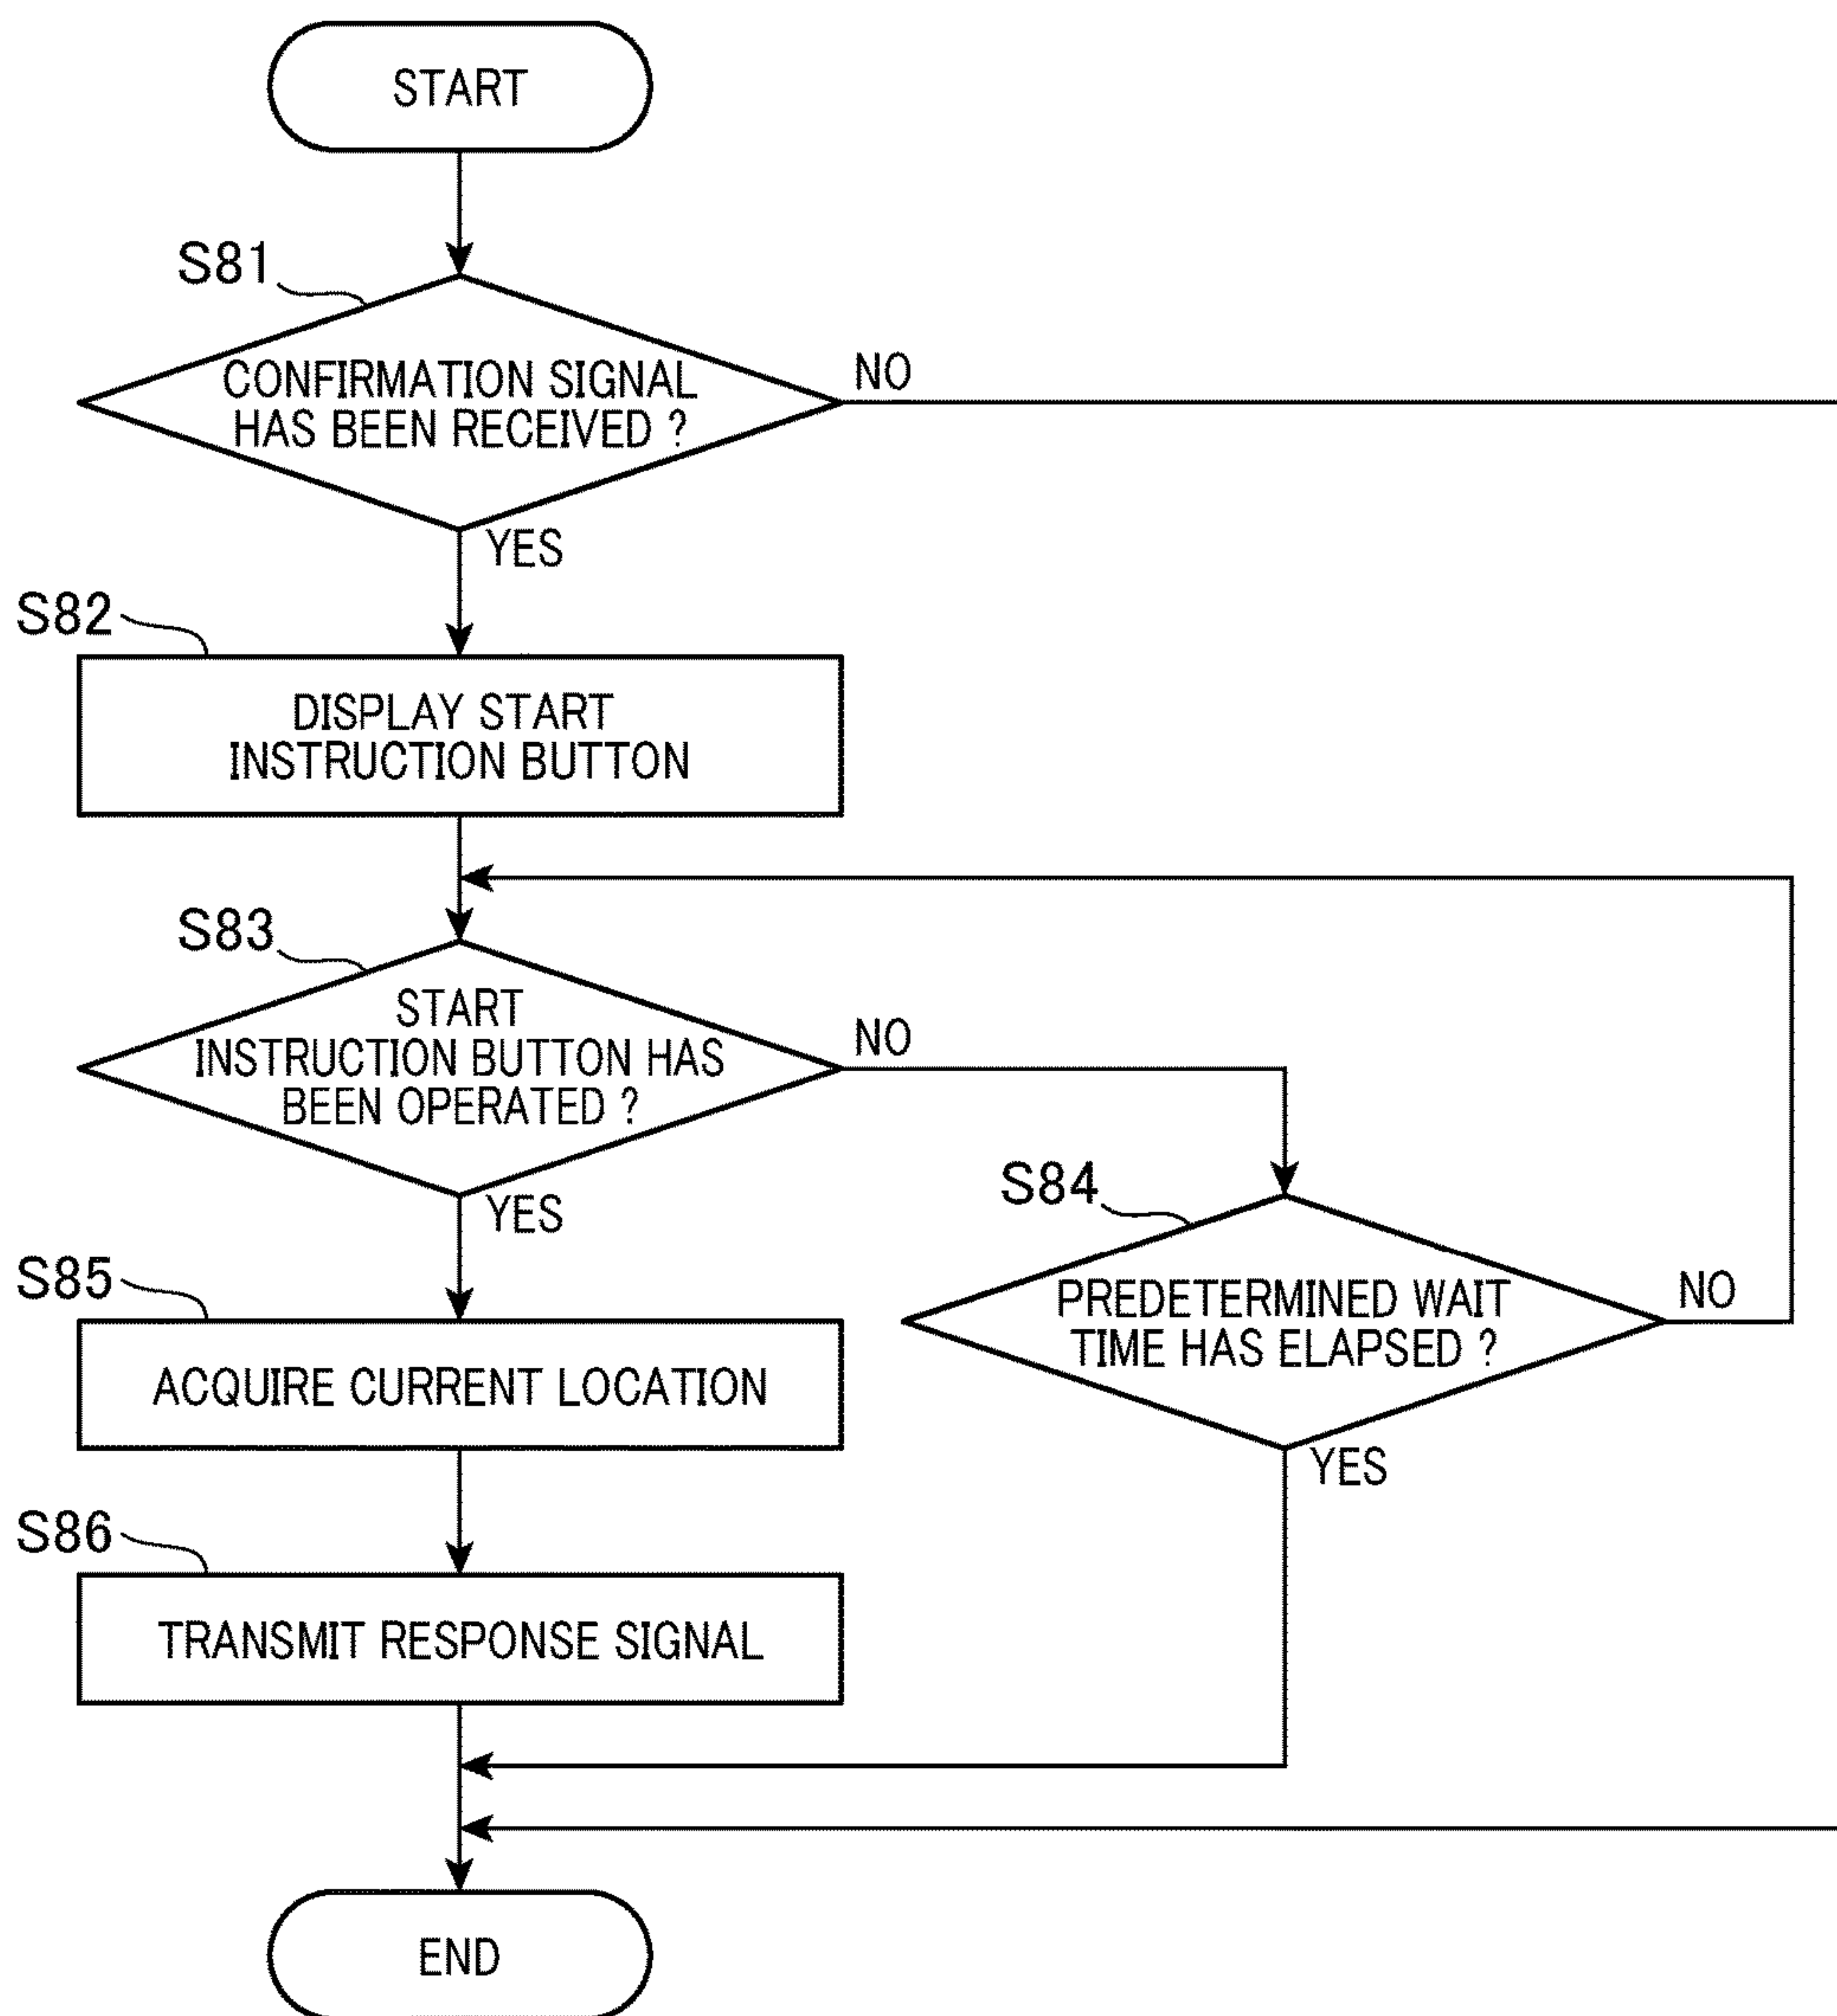 START
S81
CONFIRMATION SIGNAL
HAS BEEN RECEIVED ?
NO
YES
S82
DISPLAY START
INSTRUCTION BUTTON
S83
START
INSTRUCTION BUTTON HAS
BEEN OPERATED ?
NO
YES
S84
PREDETERMINED WAIT
TIME HAS ELAPSED ?
NO
YES
S85
ACQUIRE CURRENT LOCATION
S86
TRANSMIT RESPONSE SIGNAL
END